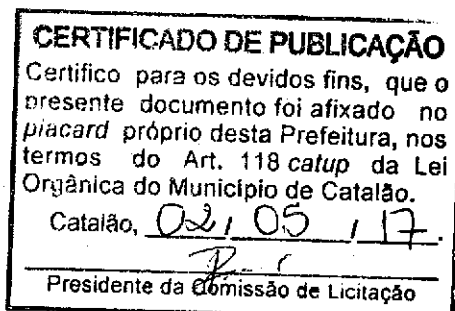 CERTIFICADO DE PUBLICAÇÃO
Certifico para os devidos fins, que o
presente documento foi afixado no
piacard próprio desta Prefeitura, nos
termos do Art. 118 catup da Lei
Orgânica do Município de Catalão.
Catalão, 02, 05 / 17.
Presidente da Comissão de Licitação